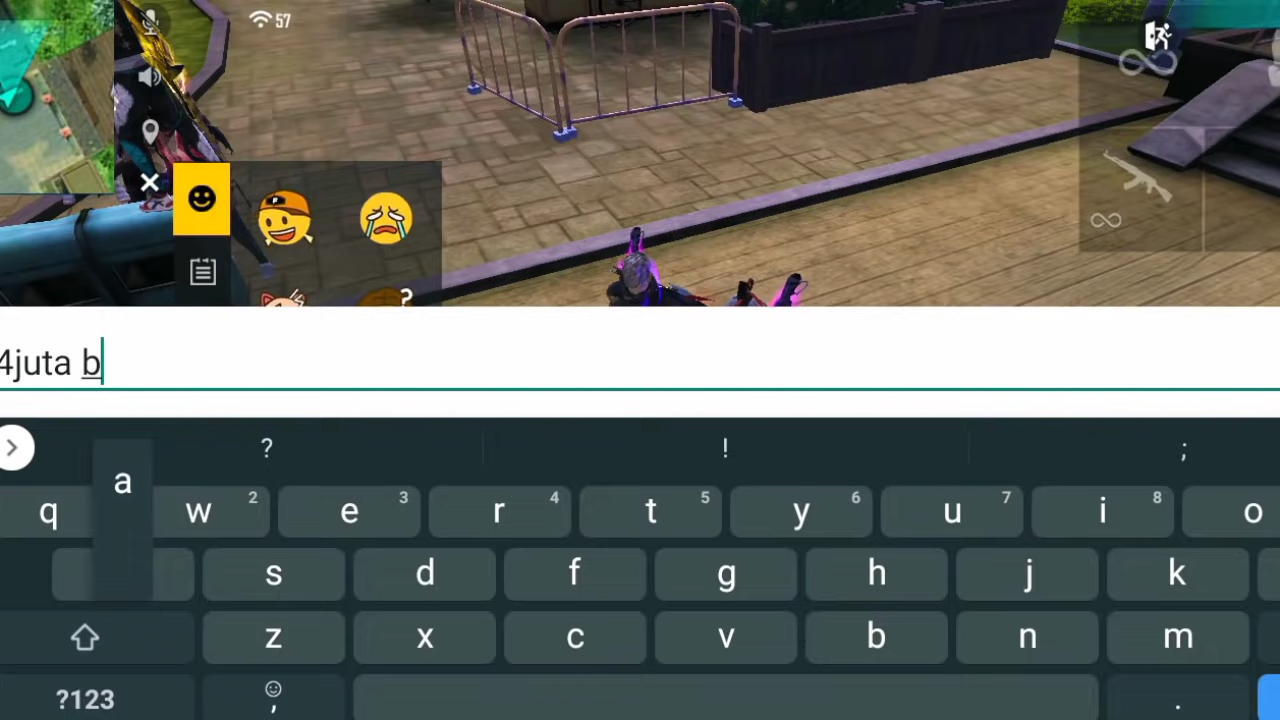 57
4juta b
? ! ;
a
q w 2 e 3 r 4 t 5 y 6 u 7 i 8 o
s d f g h j k
z x c v b n m
?123 , .